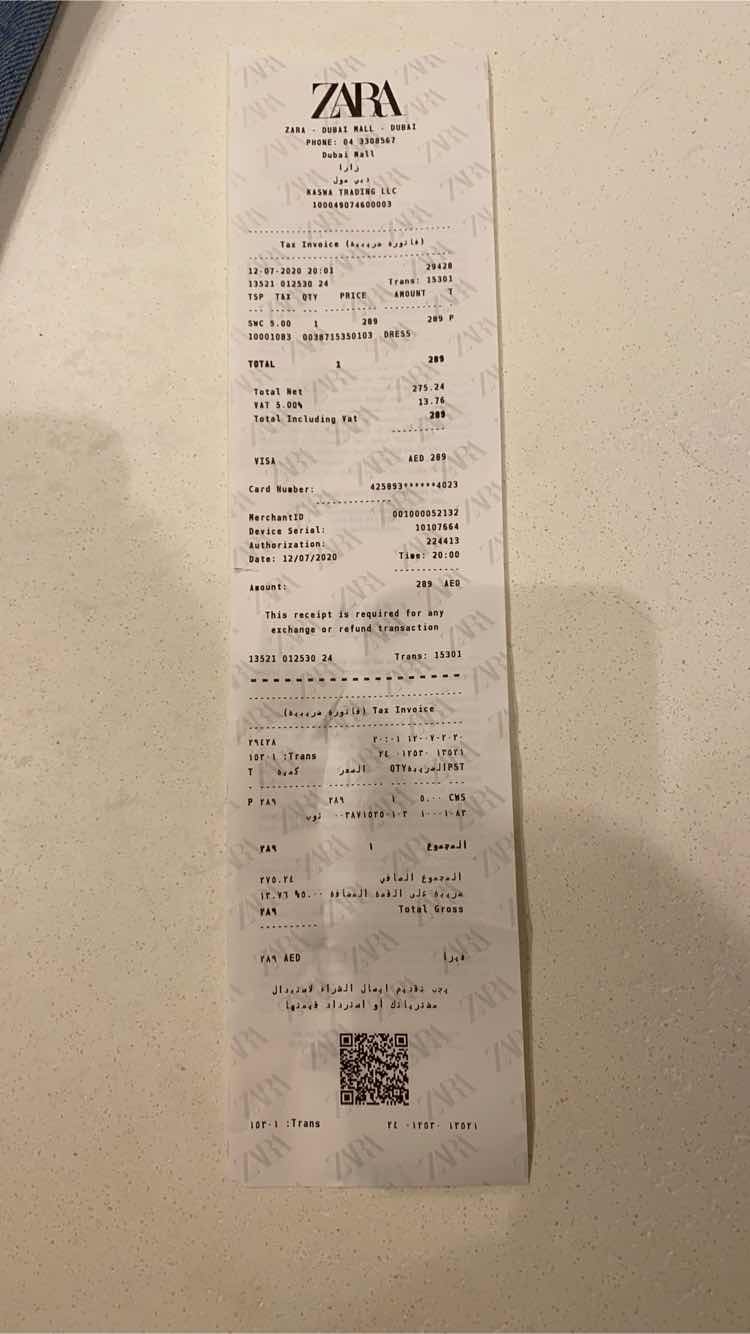 ZARA
ZARA - DUBAI MALL - DUBAI
PHONE: 04 3308567
Dubai Mall
زارا
دبي مول
KASWA TRADING LLC
100049074600003
Tax Invoice (فاتورة ضريبية)
12-07-2020 20:01 29428
13521 012530 24 Trans: 15301
TSP TAX QTY PRICE AMOUNT T
SWC 5.00 1 289 289 P
10001083 0038715350103 DRESS
TOTAL 1 289
Total Net 275.24
VAT 5.00% 13.76
Total Including Vat 289
VISA AED 289
Card Number: 425893******4023
MerchantID 001000052132
Device Serial: 10107664
Authorization: 224413
Date: 12/07/2020 Time: 20:00
Amount: 289 AED
This receipt is required for any
exchange or refund transaction
13521 012530 24 Trans: 15301
(فاتورة ضريبية) Tax Invoice
٢٩٤٢٨ ٢٠:٠١ ١٢-٠٧-٢٠٢٠
١٥٣٠١ :Trans ٢٤ ٠١٢٥٣٠ ١٣٥٢١
T كمية السعر QTYالضريبةPST
P ٢٨٩ ٢٨٩ ١ ٥.٠٠ CWS
ثوب ٠٠٣٨٧١٥٣٥٠١٠٣ ١٠٠٠١٠٨٣
٢٨٩ ١ المجموع
٢٧٥.٢٤ المجموع الصافي
١٣.٧٦ %٥.٠٠ ضريبة على القمة المضافة
٢٨٩ Total Gross
٢٨٩ AED فيزا
يجب تقديم ايصال الشراء لاستبدال
مشترياتك أو استرداد قيمتها
١٥٣٠١ :Trans ٢٤ ٠١٢٥٣٠ ١٣٥٢١